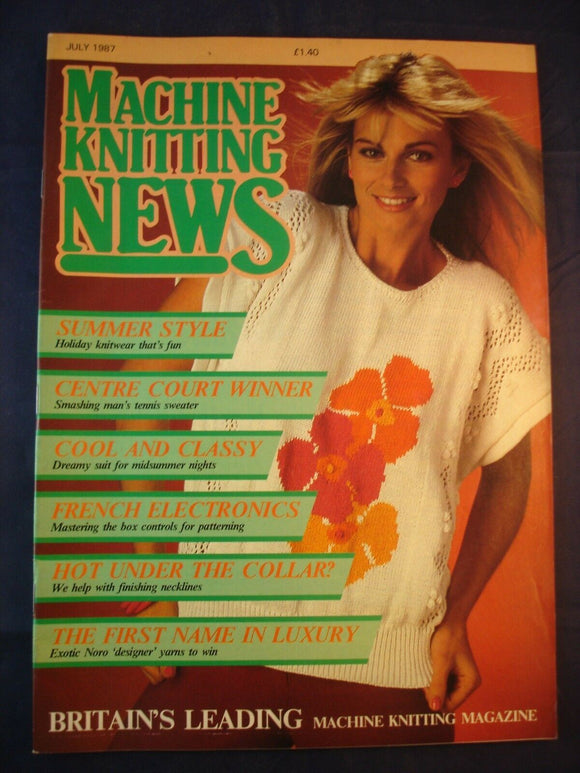 JULY 1987
£1.40
MACHINE
KNITTING
NEWS
SUMMER STYLE
Holiday knitwear that's fun
CENTRE COURT WINNER
Smashing man's tennis sweater
COOL AND CLASSY
Dreamy suit for midsummer nights
FRENCH ELECTRONICS
Mastering the box controls for patterning
HOT UNDER THE COLLAR?
We help with finishing necklines
THE FIRST NAME IN LUXURY
Exotic Noro 'designer' yarns to win
BRITAIN'S LEADING MACHINE KNITTING MAGAZINE